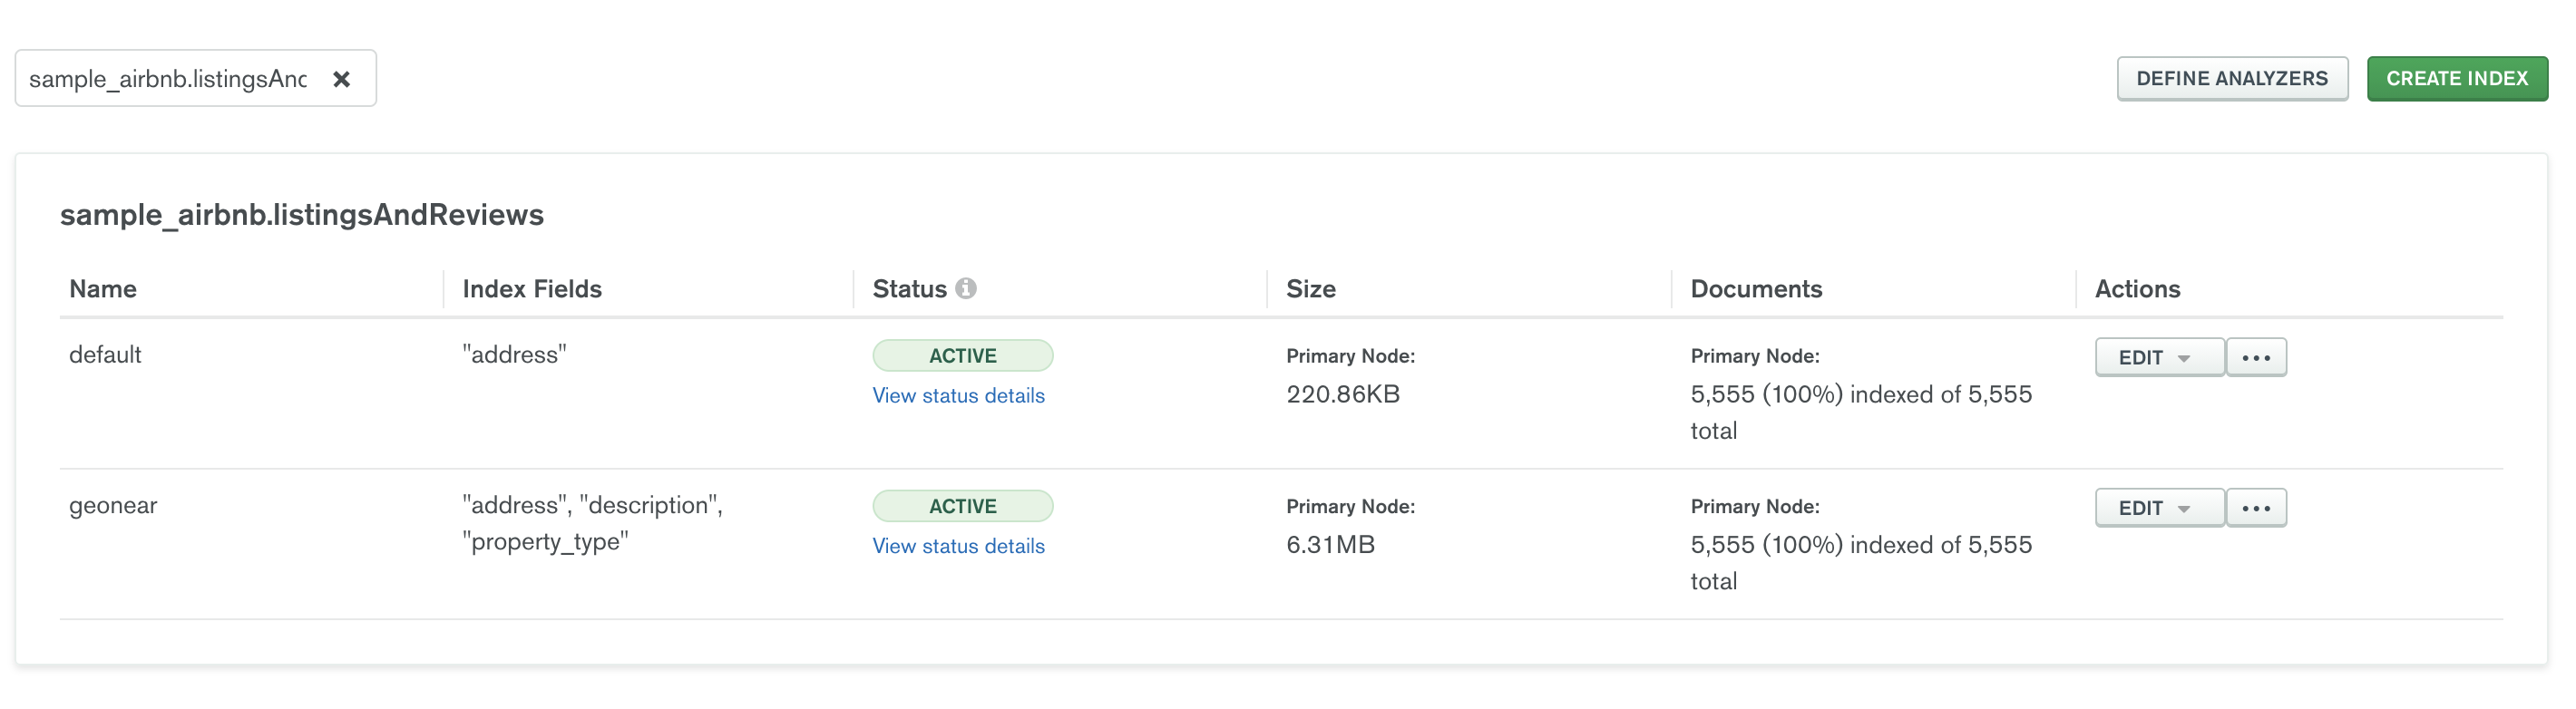 sample_airbnb.listingsAnc
DEFINE ANALYZERS
CREATE INDEX
sample_airbnb.listingsAndReviews
Name Index Fields Status Size Documents Actions
default "address" ACTIVE Primary Node: Primary Node: EDIT
View status details 220.86KB 5,555 (100%) indexed of 5,555
total
geonear "address", "description", ACTIVE Primary Node: Primary Node: EDIT
"property_type" View status details 6.31MB 5,555 (100%) indexed of 5,555
total